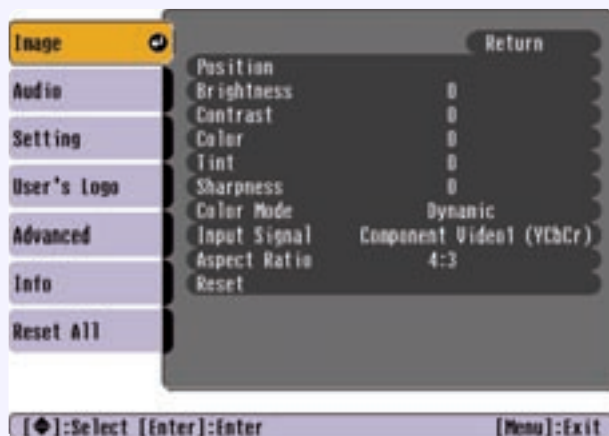 Image
Audio
Setting
User's Logo
Advanced
Info
Reset All
Return
Position
Brightness 0
Contrast 0
Color 0
Tint 0
Sharpness 0
Color Mode Dynamic
Input Signal Component Video1 (YCbCr)
Aspect Ratio 4:3
Reset
[◆]:Select [Enter]:Enter [Menu]:Exit